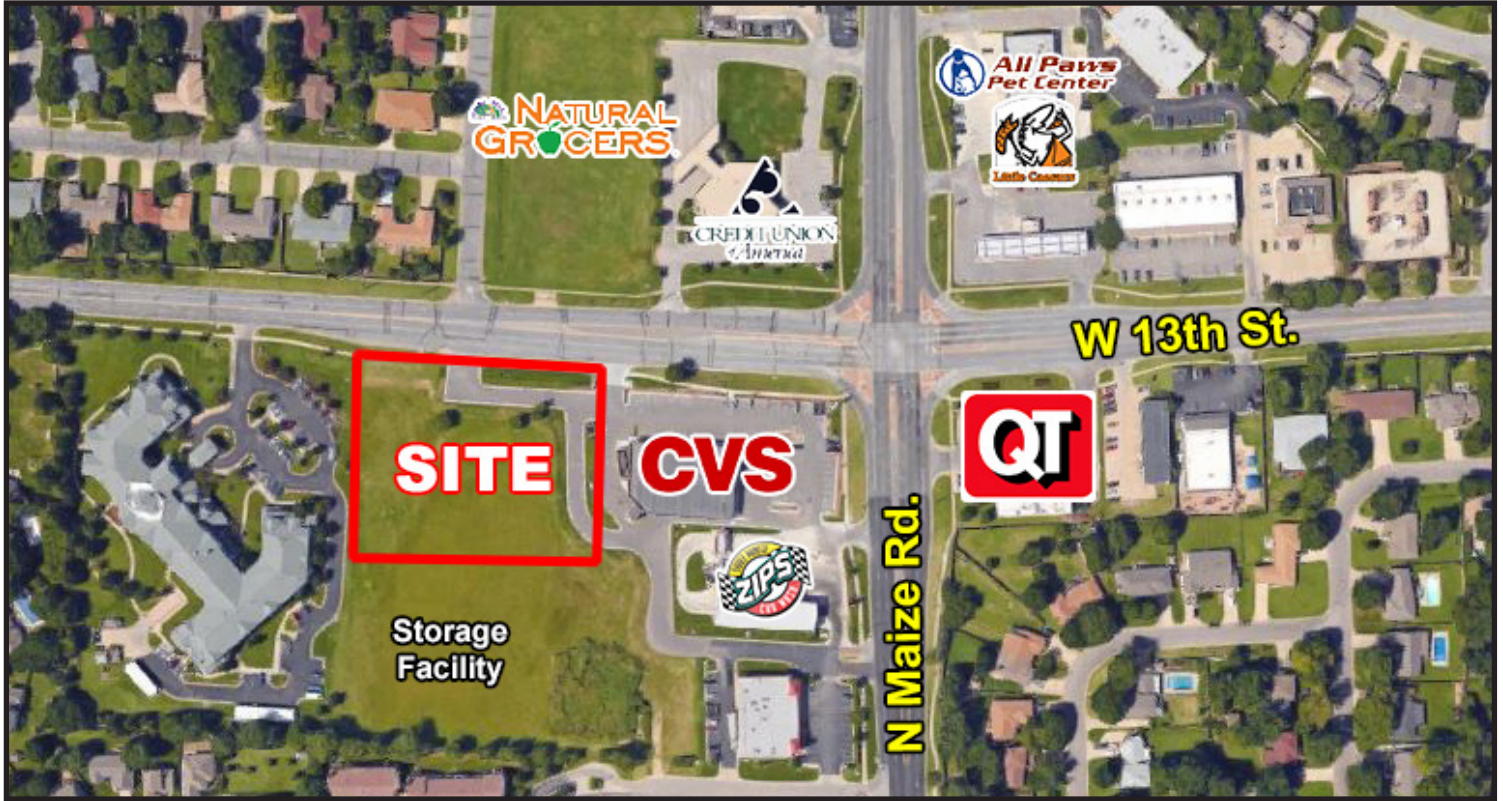 All Paws
Pet Center
NATURAL
GROCERS
Little Caesars
CREDIT UNION
of America
W 13th St.
SITE
CVS
QT
N Maize Rd.
ZIPS
CAR WASH
Storage
Facility